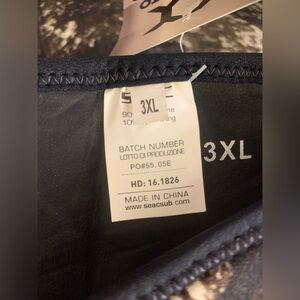 3XL
BATCH NUMBER
LOTTO DI PRODUZIONE
PO#55, 05E
HD: 16.1826
MADE IN CHINA
www.seacsub.com
3XL